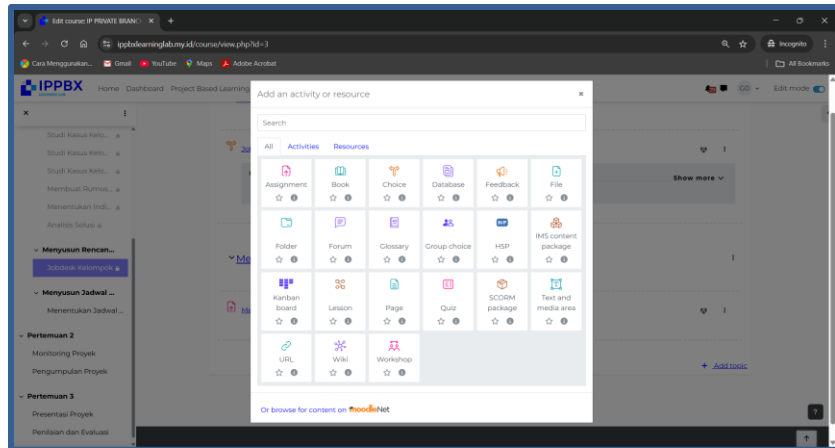 Edit course: IP PRIVATE BRANC
ippbxlearninglab.my.id/course/view.php?id=3
Incognito
Cara Menggunakan...
Gmail
YouTube
Maps
Adobe Acrobat
All Bookmarks
IPPBX
Home
Dashboard
Project Based Learning
GO
Edit mode
Studi Kasus Kelo...
Studi Kasus Kelo...
Studi Kasus Kelo...
Membuat Rumus...
Menentukan Indi...
Analisis Solusi
Menyusun Rencan...
Jobdesk Kelompok
Menyusun Jadwal ...
Menentukan Jadwal ...
Pertemuan 2
Monitoring Proyek
Pengumpulan Proyek
Pertemuan 3
Presentasi Proyek
Penilaian dan Evaluasi
Add an activity or resource
Search
All
Activities
Resources
Assignment
Book
Choice
Database
Feedback
File
Folder
Forum
Glossary
Group choice
H5P
IMS content
package
Kanban
board
Lesson
Page
Quiz
SCORM
package
Text and
media area
URL
Wiki
Workshop
Or browse for content on moodleNet
Show more
Me
+ Add topic